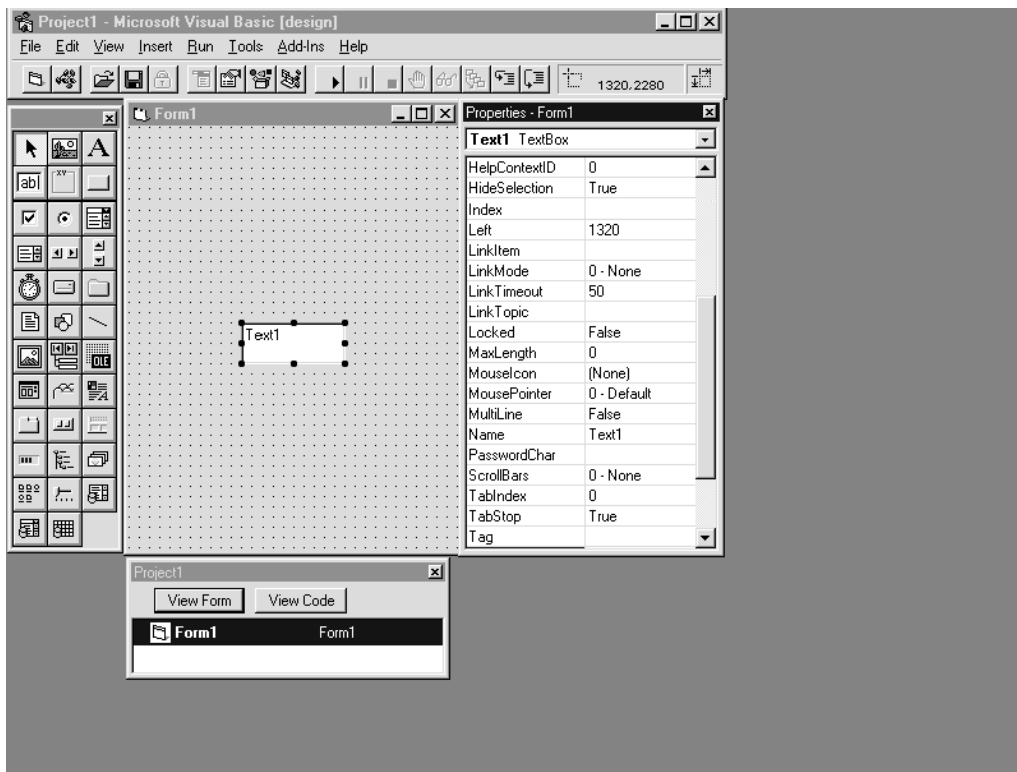 Project1 - Microsoft Visual Basic [design]
File Edit View Insert Run Tools Add-Ins Help
1320,2280
Form1
A
ab
XY
OLE
Text1
Properties - Form1
Text1 TextBox
HelpContextID 0
HideSelection True
Index
Left 1320
LinkItem
LinkMode 0 - None
LinkTimeout 50
LinkTopic
Locked False
MaxLength 0
MouseIcon (None)
MousePointer 0 - Default
MultiLine False
Name Text1
PasswordChar
ScrollBars 0 - None
TabIndex 0
TabStop True
Tag
Project1
View Form View Code
Form1 Form1